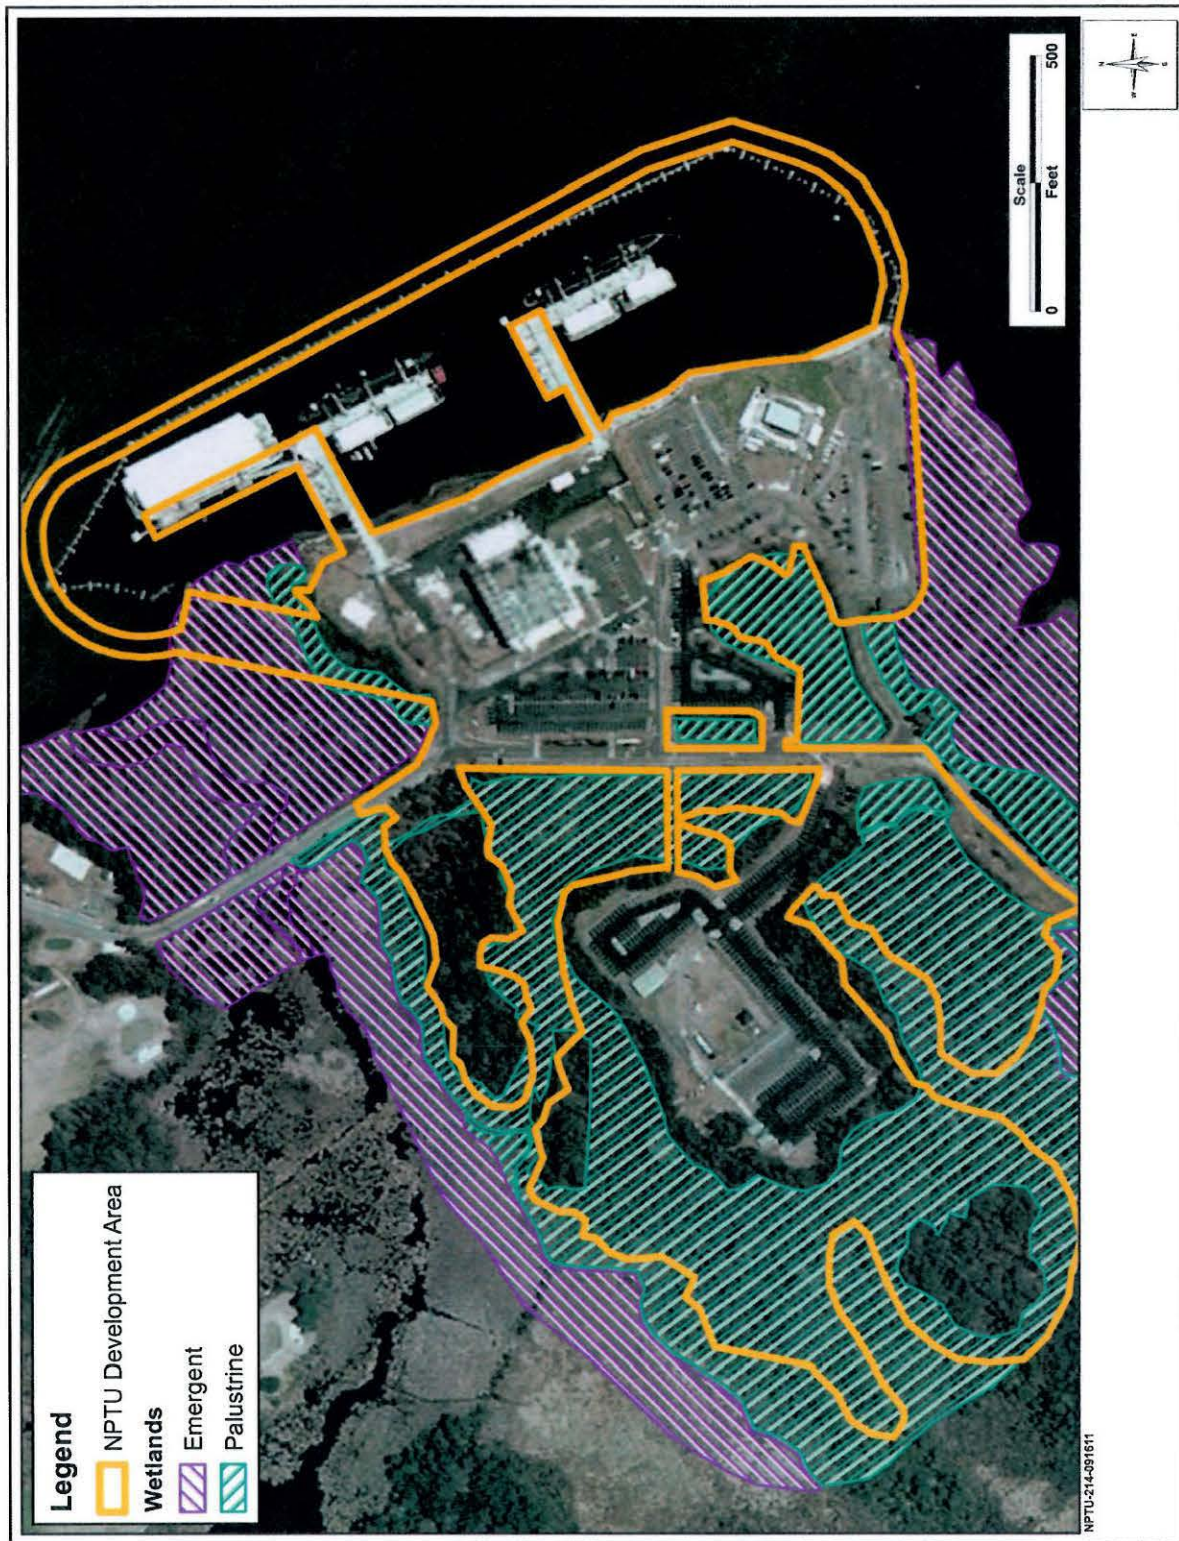 Legend
NPTU Development Area
Wetlands
Emergent
Palustrine
Scale
0 Feet 500
N
W E
S
NPTU-214-091611